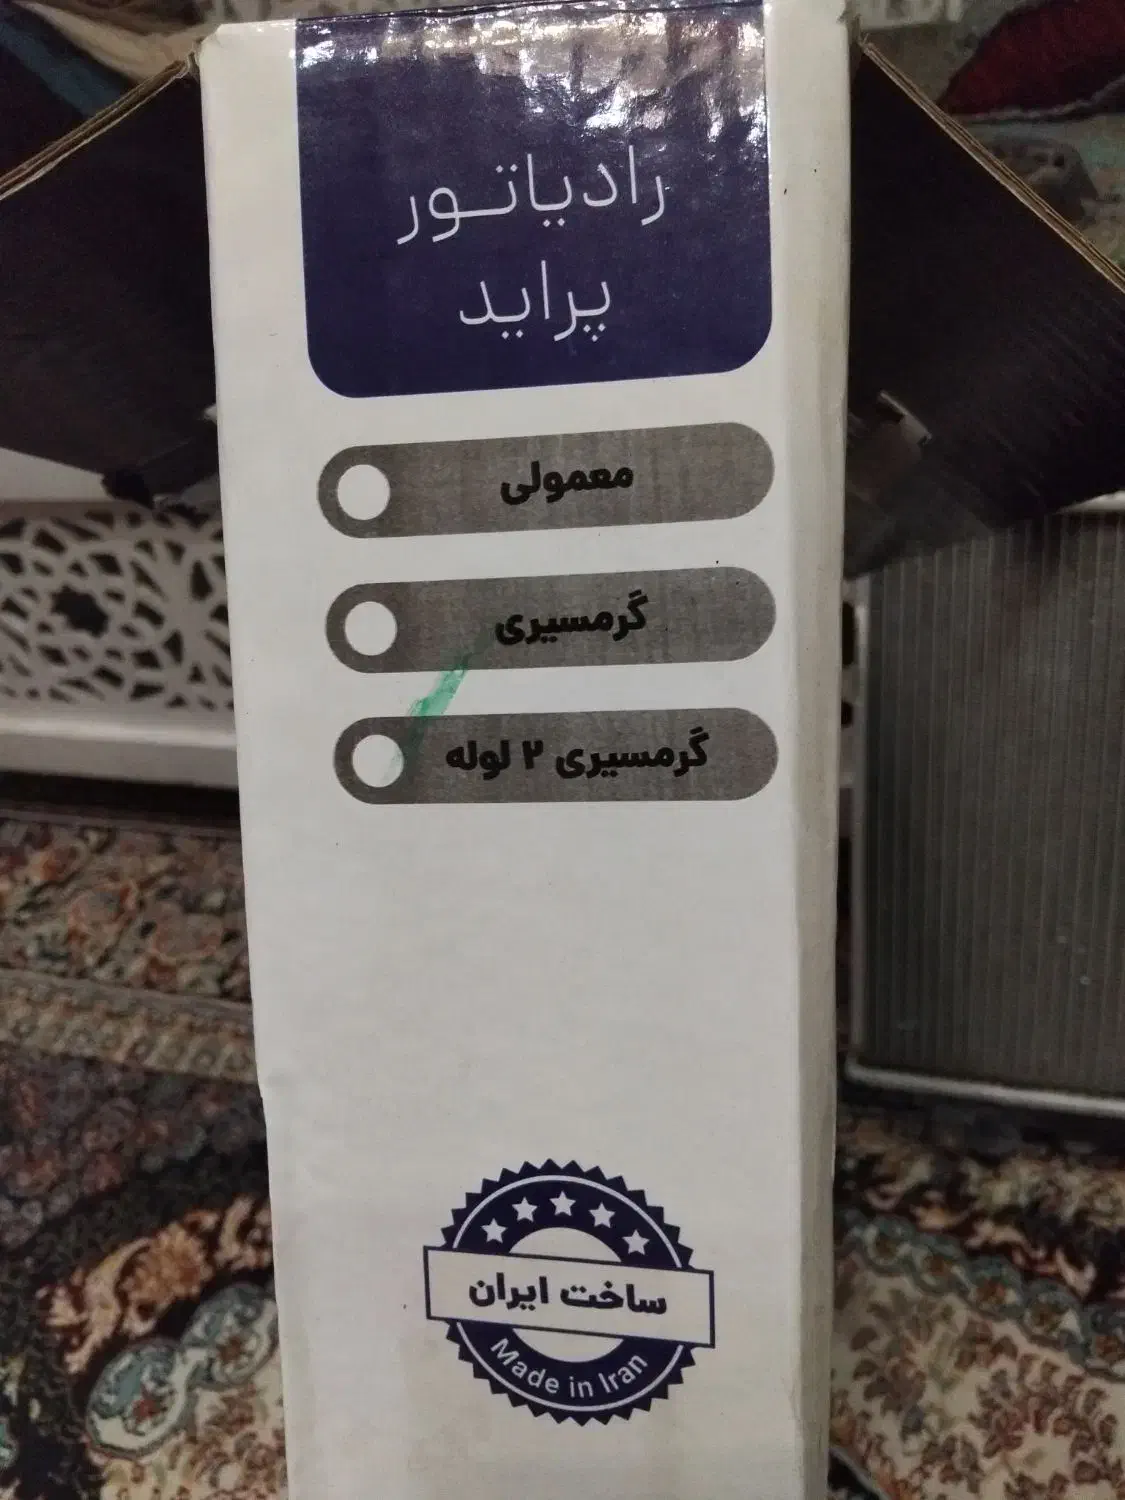 رادیاتور
پراید
معمولی
گرمسیری
گرمسیری ۲ لوله
ساخت ایران
Made in Iran